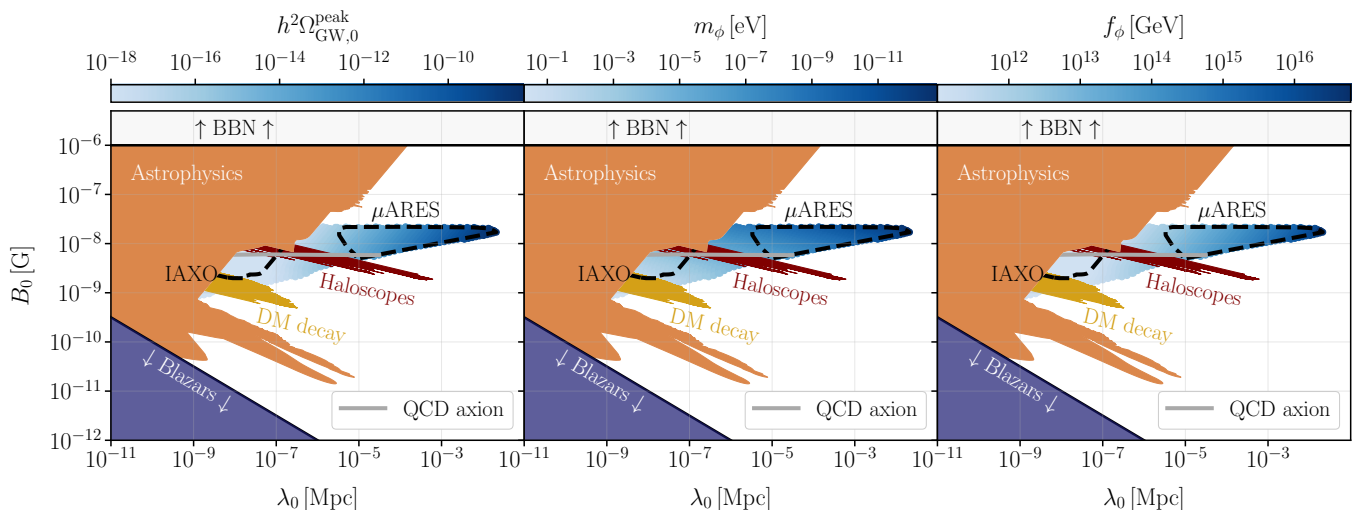 h²Ω^peak_GW,0 m_ϕ [eV] f_ϕ [GeV]
10⁻¹⁸ 10⁻¹⁶ 10⁻¹⁴ 10⁻¹² 10⁻¹⁰ 10⁻¹ 10⁻³ 10⁻⁵ 10⁻⁷ 10⁻⁹ 10⁻¹¹ 10¹² 10¹³ 10¹⁴ 10¹⁵ 10¹⁶
↑ BBN ↑ ↑ BBN ↑ ↑ BBN ↑
10⁻⁶
Astrophysics Astrophysics Astrophysics
10⁻⁷
μARES μARES μARES
10⁻⁸
B₀ [G]
IAXO IAXO IAXO
Haloscopes Haloscopes Haloscopes
10⁻⁹
DM decay DM decay DM decay
10⁻¹⁰
↓ Blazars ↓ ↓ Blazars ↓ ↓ Blazars ↓
10⁻¹¹
QCD axion QCD axion QCD axion
10⁻¹²
10⁻¹¹ 10⁻⁹ 10⁻⁷ 10⁻⁵ 10⁻³ 10⁻¹¹ 10⁻⁹ 10⁻⁷ 10⁻⁵ 10⁻³ 10⁻¹¹ 10⁻⁹ 10⁻⁷ 10⁻⁵ 10⁻³
λ₀ [Mpc] λ₀ [Mpc] λ₀ [Mpc]